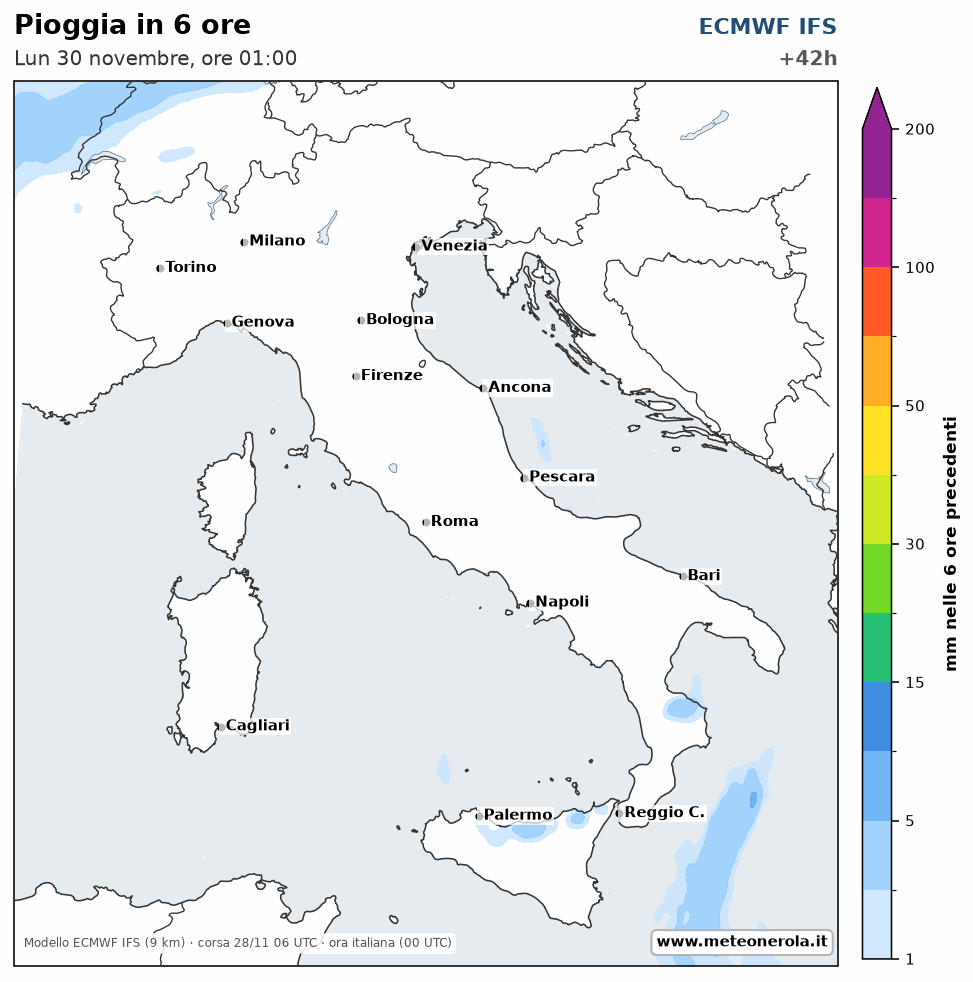 Pioggia in 6 ore
ECMWF IFS
Lun 30 novembre, ore 01:00
+42h
Milano
Venezia
Torino
Genova
Bologna
Firenze
Ancona
Pescara
Roma
Bari
Napoli
Cagliari
Palermo
Reggio C.
200
100
50
30
15
5
1
mm nelle 6 ore precedenti
Modello ECMWF IFS (9 km) · corsa 28/11 06 UTC · ora italiana (00 UTC)
www.meteonerola.it